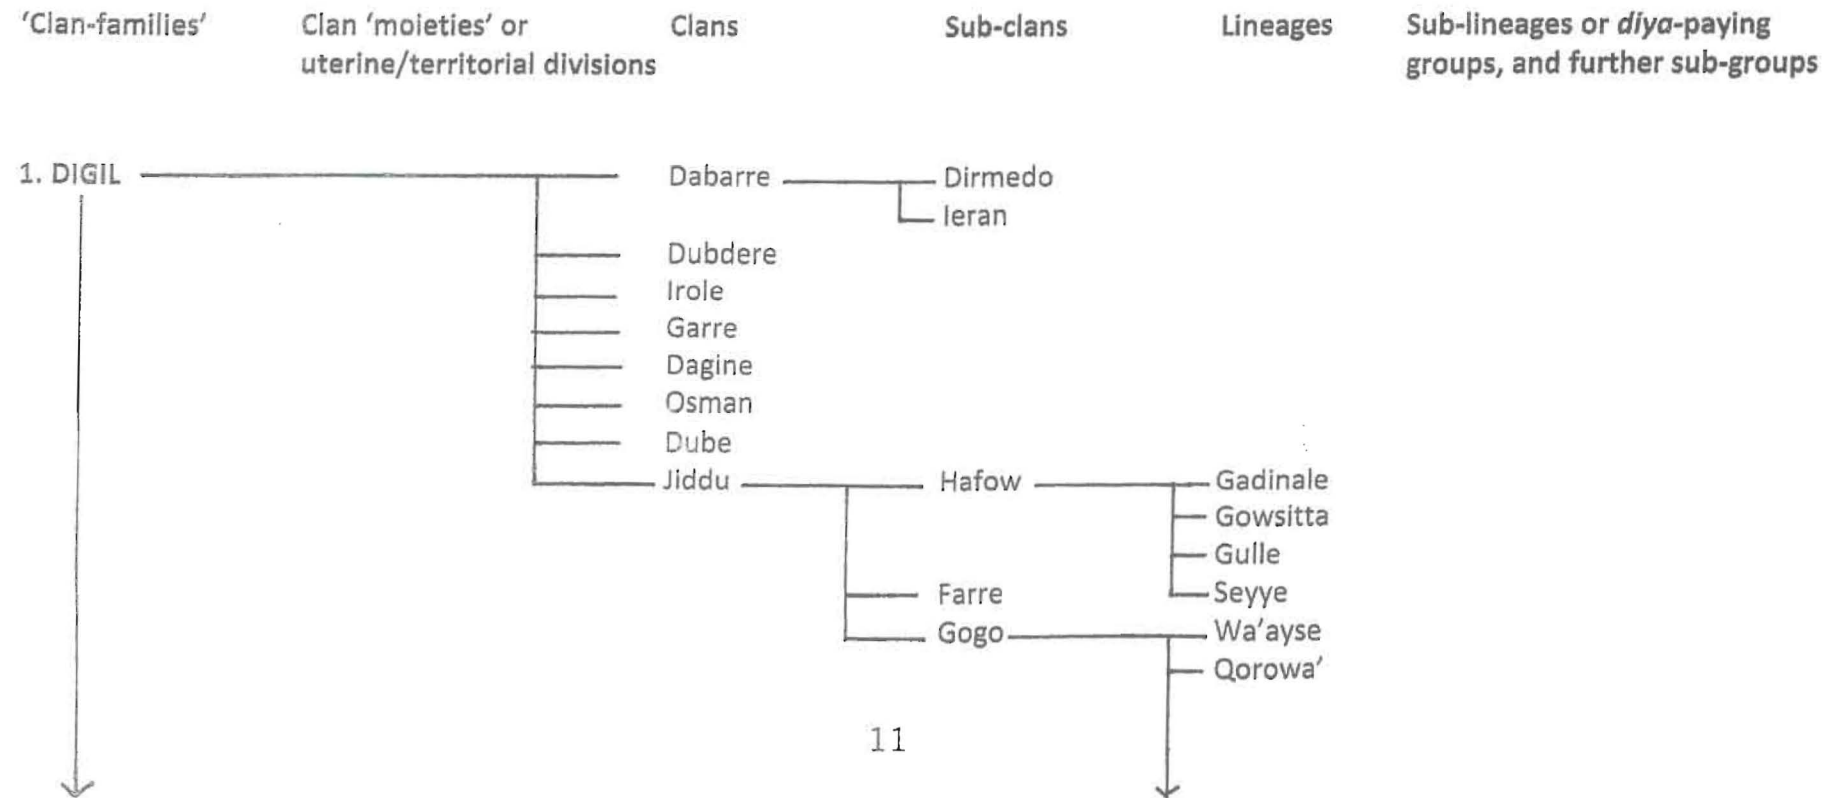 'Clan-families' Clan 'moieties' or Clans Sub-clans Lineages Sub-lineages or diya-paying
uterine/territorial divisions groups, and further sub-groups
1. DIGIL Dabarre Dirmedo
Ieran
Dubdere
Irole
Garre
Dagine
Osman
Dube
Jiddu Hafow Gadinale
Gowsitta
Gulle
Farre Seyye
Gogo Wa'ayse
Qorowa'
11